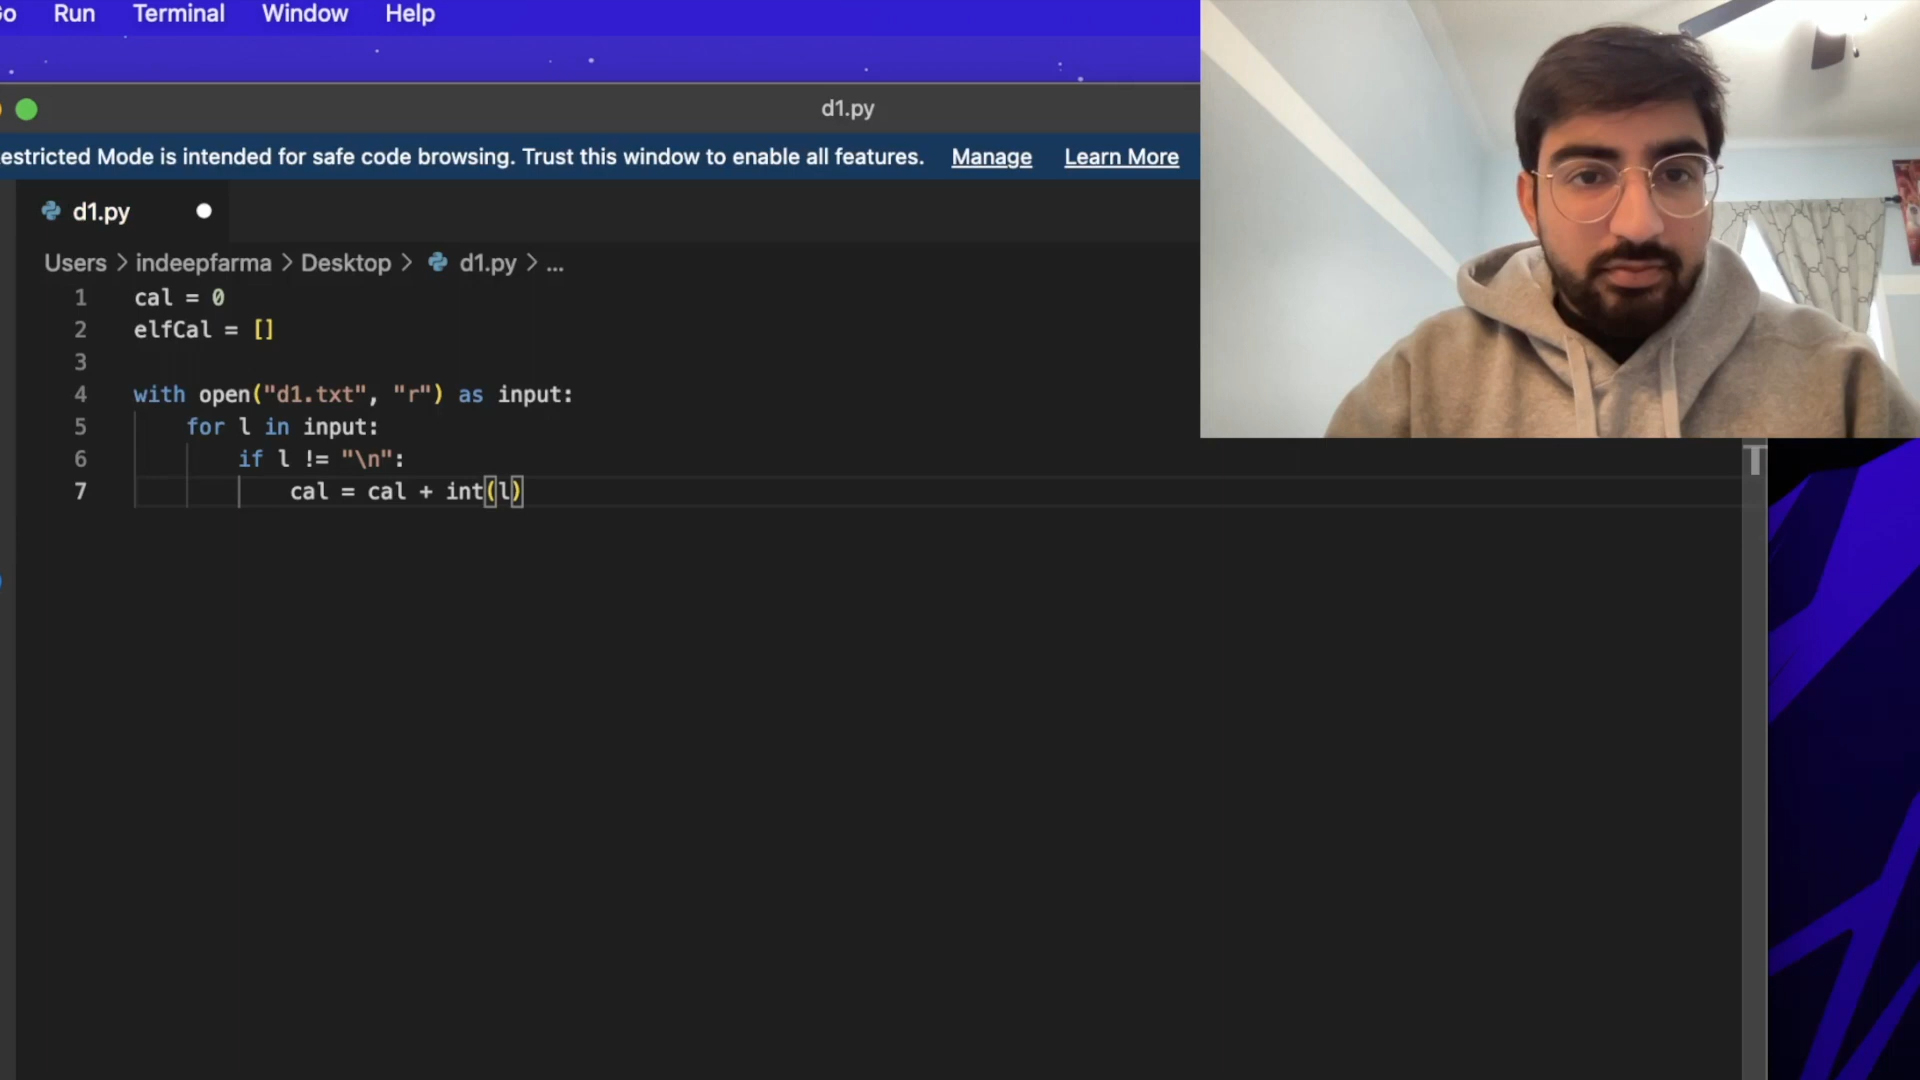 Run Terminal Window Help
d1.py
Restricted Mode is intended for safe code browsing. Trust this window to enable all features. Manage Learn More
d1.py
Users > indeepfarma > Desktop > d1.py > ...
1 cal = 0
2 elfCal = []
3
4 with open("d1.txt", "r") as input:
5 for l in input:
6 if l != "\n":
7 cal = cal + int(l)